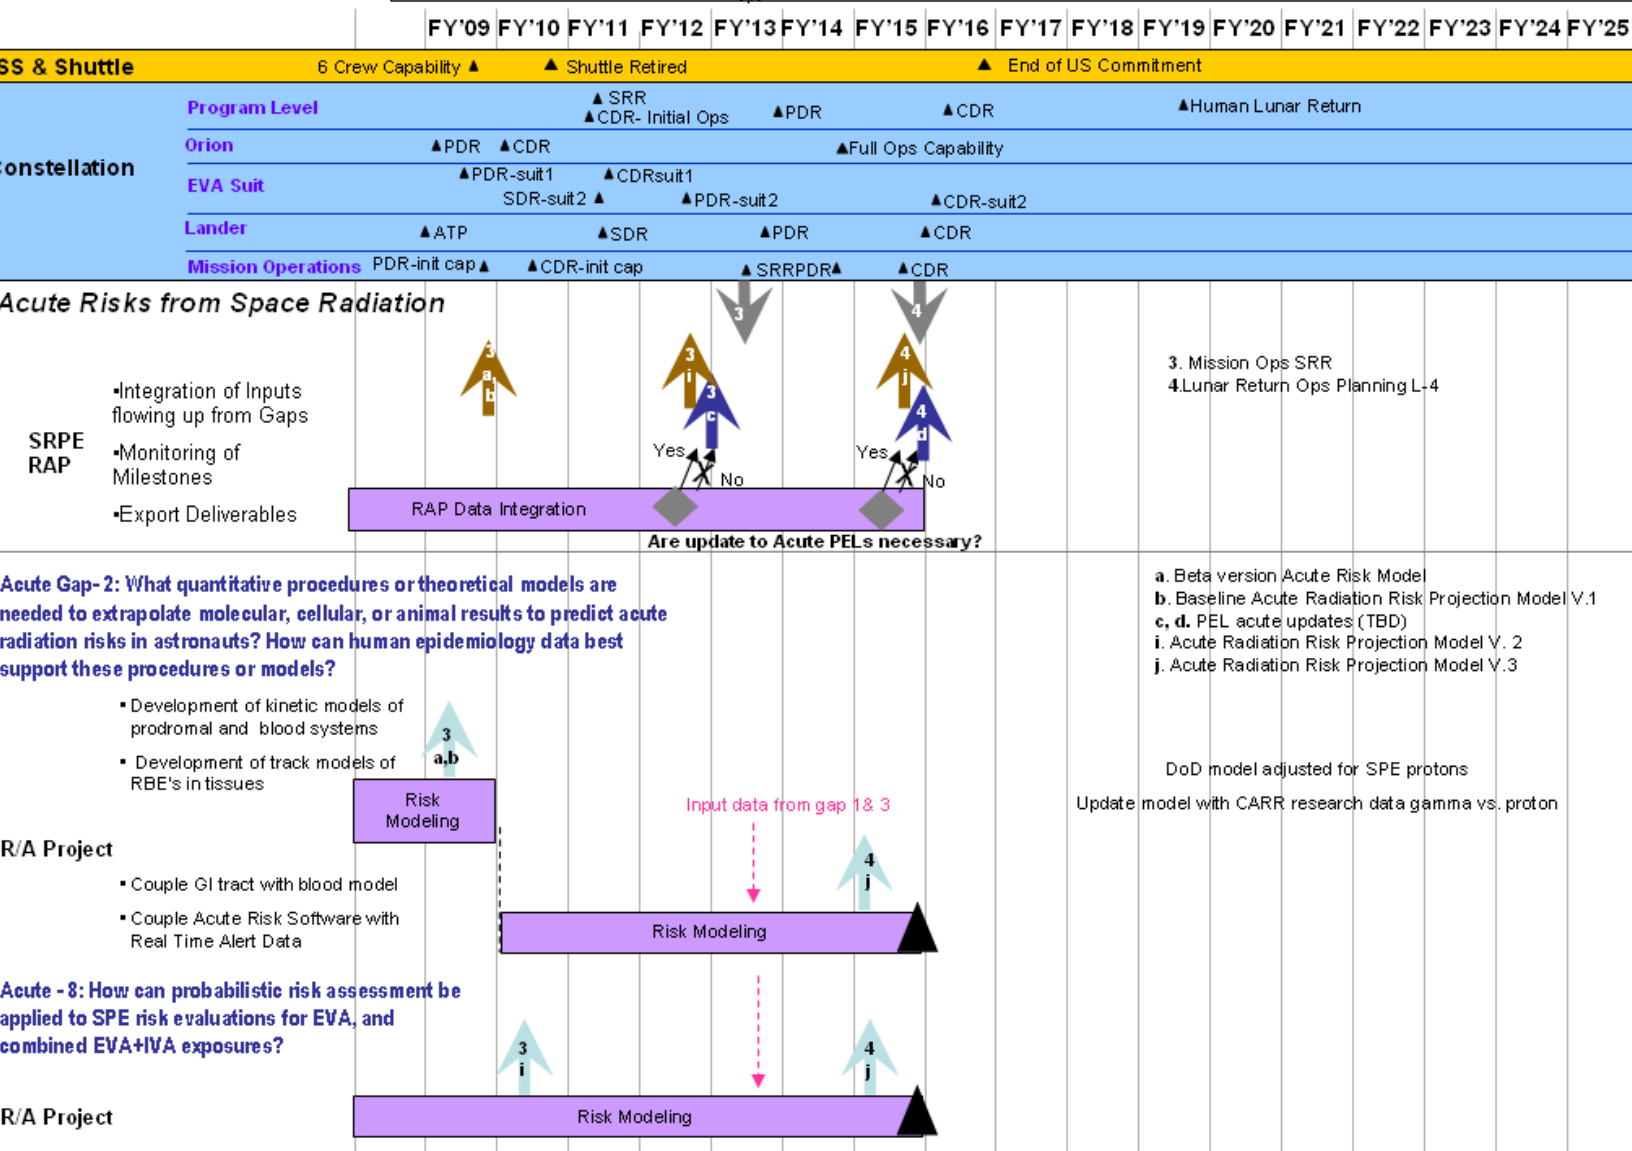 FY'09 FY'10 FY'11 FY'12 FY'13 FY'14 FY'15 FY'16 FY'17 FY'18 FY'19 FY'20 FY'21 FY'22 FY'23 FY'24 FY'25
SS & Shuttle 6 Crew Capability ▲ ▲ Shuttle Retired ▲ End of US Commitment
Constellation
Program Level ▲ SRR
▲CDR- Initial Ops ▲PDR ▲CDR ▲Human Lunar Return
Orion ▲PDR ▲CDR ▲Full Ops Capability
EVA Suit ▲PDR-suit1 ▲CDRsuit1
SDR-suit2 ▲ ▲PDR-suit2 ▲CDR-suit2
Lander ▲ATP ▲SDR ▲PDR ▲CDR
Mission Operations PDR-init cap▲ ▲CDR-init cap ▲ SRRPDR▲ ▲CDR
Acute Risks from Space Radiation
3 4
3 a, b
3 i
3 c
4 j
4 d
3. Mission Ops SRR
4.Lunar Return Ops Planning L-4
SRPE
RAP
▪Integration of Inputs
flowing up from Gaps
▪Monitoring of
Milestones
▪Export Deliverables
Yes No Yes No
RAP Data Integration
Are update to Acute PELs necessary?
Acute Gap- 2: What quantitative procedures or theoretical models are
needed to extrapolate molecular, cellular, or animal results to predict acute
radiation risks in astronauts? How can human epidemiology data best
support these procedures or models?
a. Beta version Acute Risk Model
b. Baseline Acute Radiation Risk Projection Model V.1
c, d. PEL acute updates (TBD)
i. Acute Radiation Risk Projection Model V. 2
j. Acute Radiation Risk Projection Model V.3
▪ Development of kinetic models of
prodromal and blood systems
▪ Development of track models of
RBE's in tissues
3
a,b
Risk
Modeling
DoD model adjusted for SPE protons
Update model with CARR research data gamma vs. proton
Input data from gap 1& 3
R/A Project
▪ Couple GI tract with blood model
▪ Couple Acute Risk Software with
Real Time Alert Data
4
j
Risk Modeling
Acute - 8: How can probabilistic risk assessment be
applied to SPE risk evaluations for EVA, and
combined EVA+IVA exposures?
3
i
4
j
R/A Project
Risk Modeling